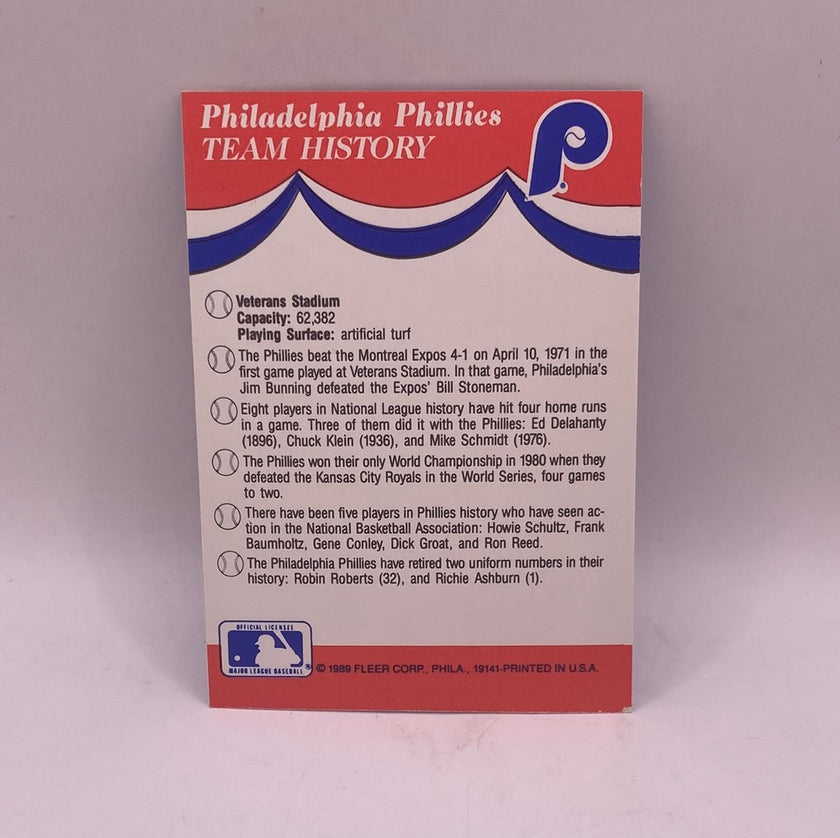 Philadelphia Phillies
TEAM HISTORY
Veterans Stadium
Capacity: 62,382
Playing Surface: artificial turf
The Phillies beat the Montreal Expos 4-1 on April 10, 1971 in the
first game played at Veterans Stadium. In that game, Philadelphia's
Jim Bunning defeated the Expos' Bill Stoneman.
Eight players in National League history have hit four home runs
in a game. Three of them did it with the Phillies: Ed Delahanty
(1896), Chuck Klein (1936), and Mike Schmidt (1976).
The Phillies won their only World Championship in 1980 when they
defeated the Kansas City Royals in the World Series, four games
to two.
There have been five players in Phillies history who have seen ac-
tion in the National Basketball Association: Howie Schultz, Frank
Baumholtz, Gene Conley, Dick Groat, and Ron Reed.
The Philadelphia Phillies have retired two uniform numbers in their
history: Robin Roberts (32), and Richie Ashburn (1).
OFFICIAL LICENSEE
MAJOR LEAGUE BASEBALL ®
© 1989 FLEER CORP., PHILA., 19141-PRINTED IN U.S.A.